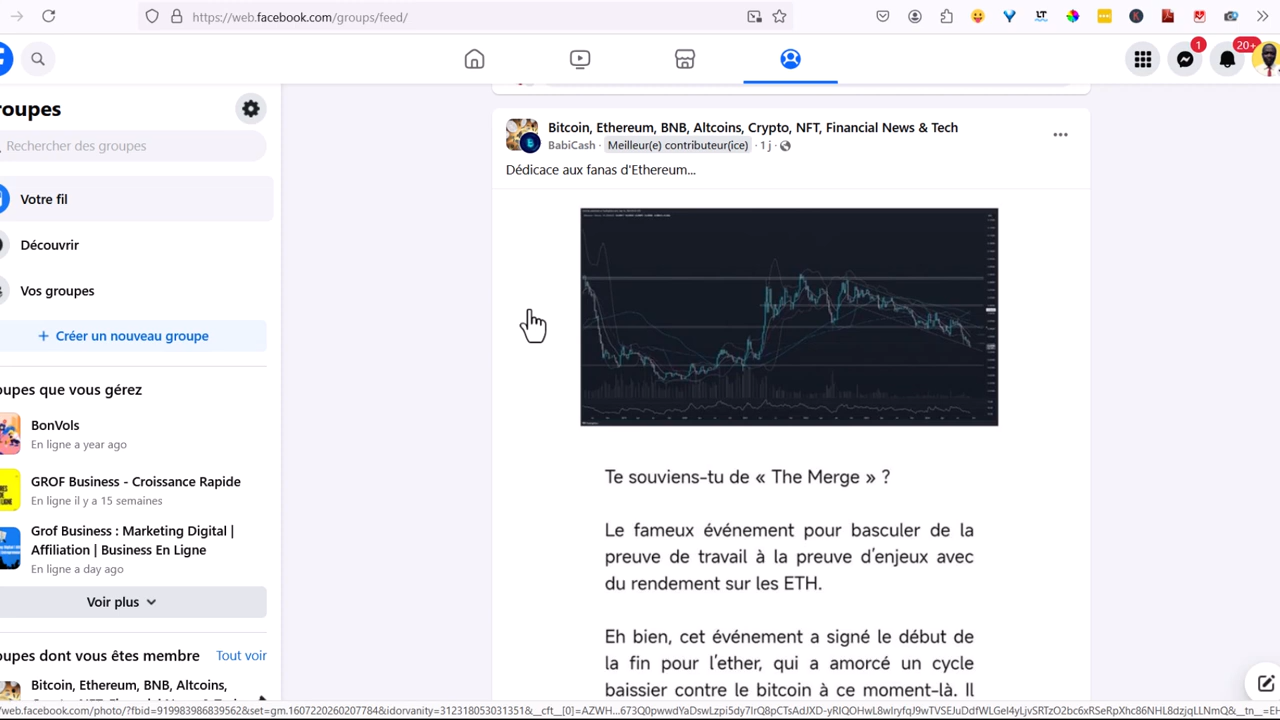 https://web.facebook.com/groups/feed/
1
20+
roupes
Rechercher des groupes
Votre fil
Découvrir
Vos groupes
+ Créer un nouveau groupe
oupes que vous gérez
BonVols
En ligne a year ago
GROF Business - Croissance Rapide
En ligne il y a 15 semaines
Grof Business : Marketing Digital |
Affiliation | Business En Ligne
En ligne a day ago
Voir plus
oupes dont vous êtes membre Tout voir
Bitcoin, Ethereum, BNB, Altcoins,
Bitcoin, Ethereum, BNB, Altcoins, Crypto, NFT, Financial News & Tech
BabiCash · Meilleur(e) contributeur(ice) · 1 j ·
Dédicace aux fanas d'Ethereum...
Te souviens-tu de « The Merge » ?
Le fameux événement pour basculer de la
preuve de travail à la preuve d'enjeux avec
du rendement sur les ETH.
Eh bien, cet événement a signé le début de
la fin pour l'ether, qui a amorcé un cycle
baissier contre le bitcoin à ce moment-là. Il